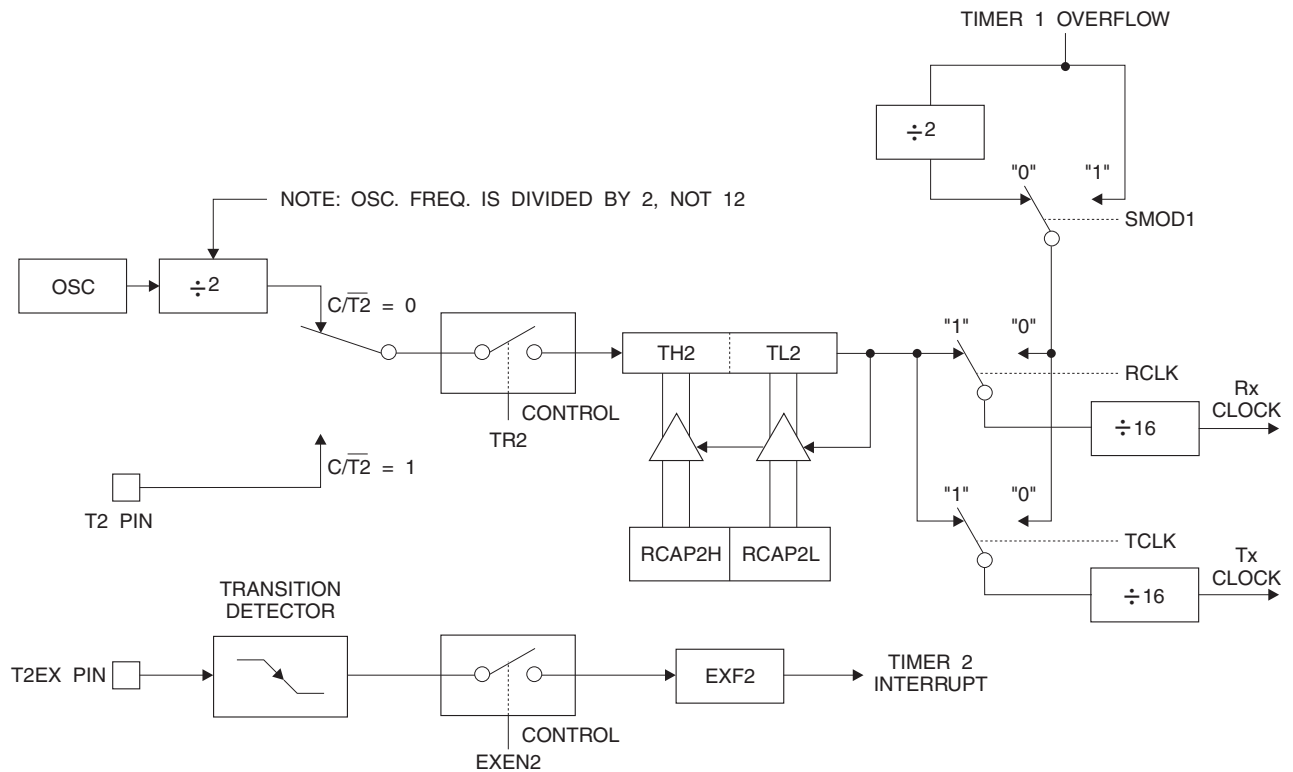 TIMER 1 OVERFLOW
÷2
"0" "1"
NOTE: OSC. FREQ. IS DIVIDED BY 2, NOT 12
SMOD1
OSC
÷2
C/T2̅ = 0
"1" "0"
TH2 TL2
RCLK
Rx
CLOCK
÷16
CONTROL
TR2
C/T2̅ = 1
T2 PIN
"1" "0"
RCAP2H RCAP2L
TCLK
Tx
CLOCK
÷16
TRANSITION
DETECTOR
T2EX PIN
EXF2
TIMER 2
INTERRUPT
CONTROL
EXEN2